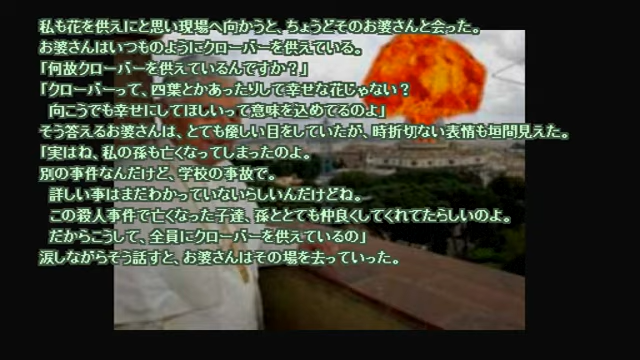 私も花を供えにと思い現場へ向かうと、ちょうどそのお婆さんと会った。
お婆さんはいつものようにクローバーを供えている。
「何故クローバーを供えているんですか？」
「クローバーって、四葉とかあったりして幸せな花じゃない？
向こうでも幸せにしてほしいって意味を込めてるのよ」
そう答えるお婆さんは、とても優しい目をしていたが、時折切ない表情も垣間見えた。
「実はね、私の孫も亡くなってしまったのよ。
別の事件なんだけど、学校の事故で。
詳しい事はまだわかっていないらしいんだけどね。
この殺人事件で亡くなった子達、孫ととても仲良くしてくれてたらしいのよ。
だからこうして、全員にクローバーを供えているの」
涙しながらそう話すと、お婆さんはその場を去っていった。